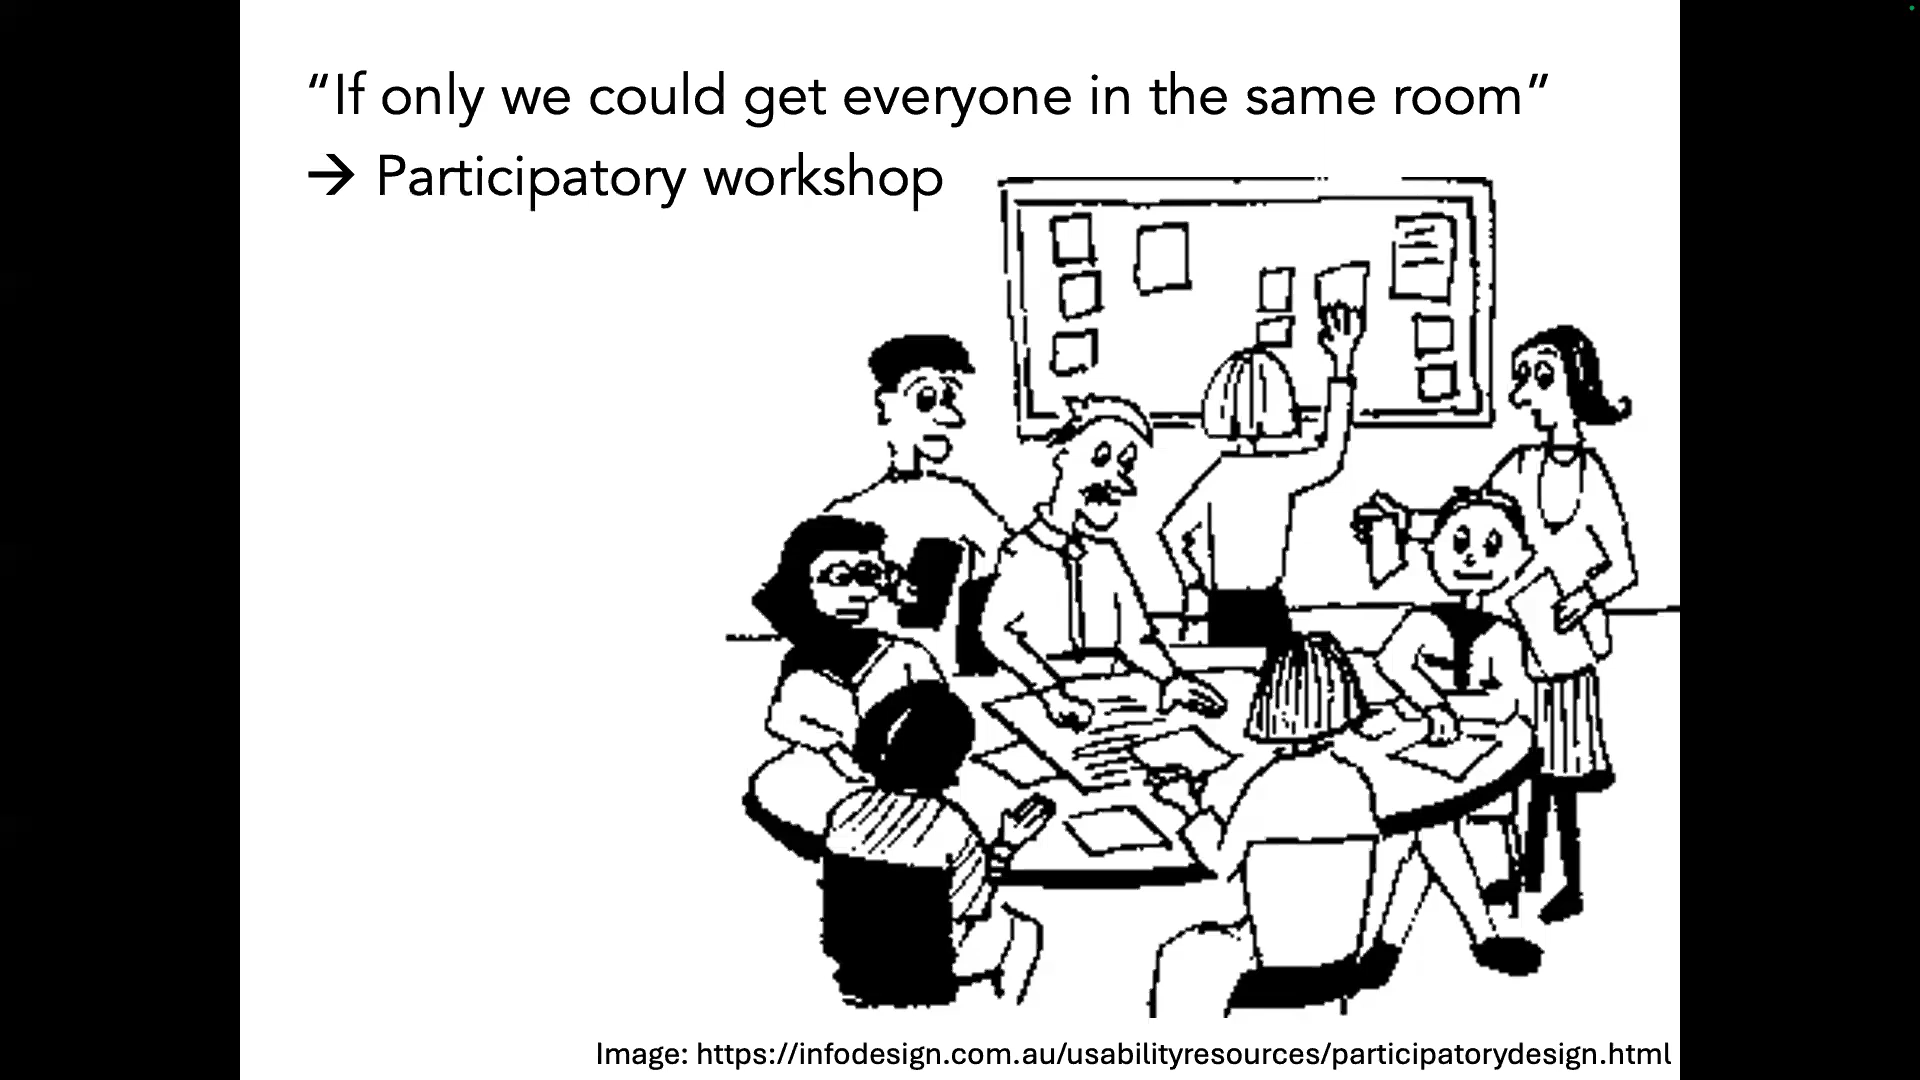 “If only we could get everyone in the same room”
→ Participatory workshop
Image: https://infodesign.com.au/usabilityresources/participatorydesign.html